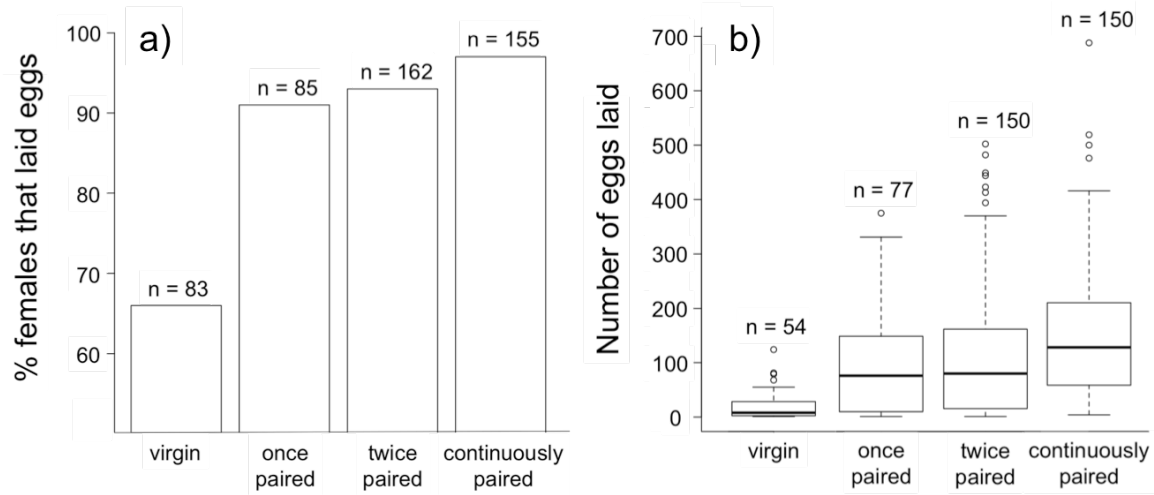 a)
% females that laid eggs
100
90
80
70
60
n = 83
n = 85
n = 162
n = 155
virgin
once
paired
twice
paired
continuously
paired
b)
Number of eggs laid
700
600
500
400
300
200
100
0
n = 54
n = 77
n = 150
n = 150
virgin
once
paired
twice
paired
continuously
paired